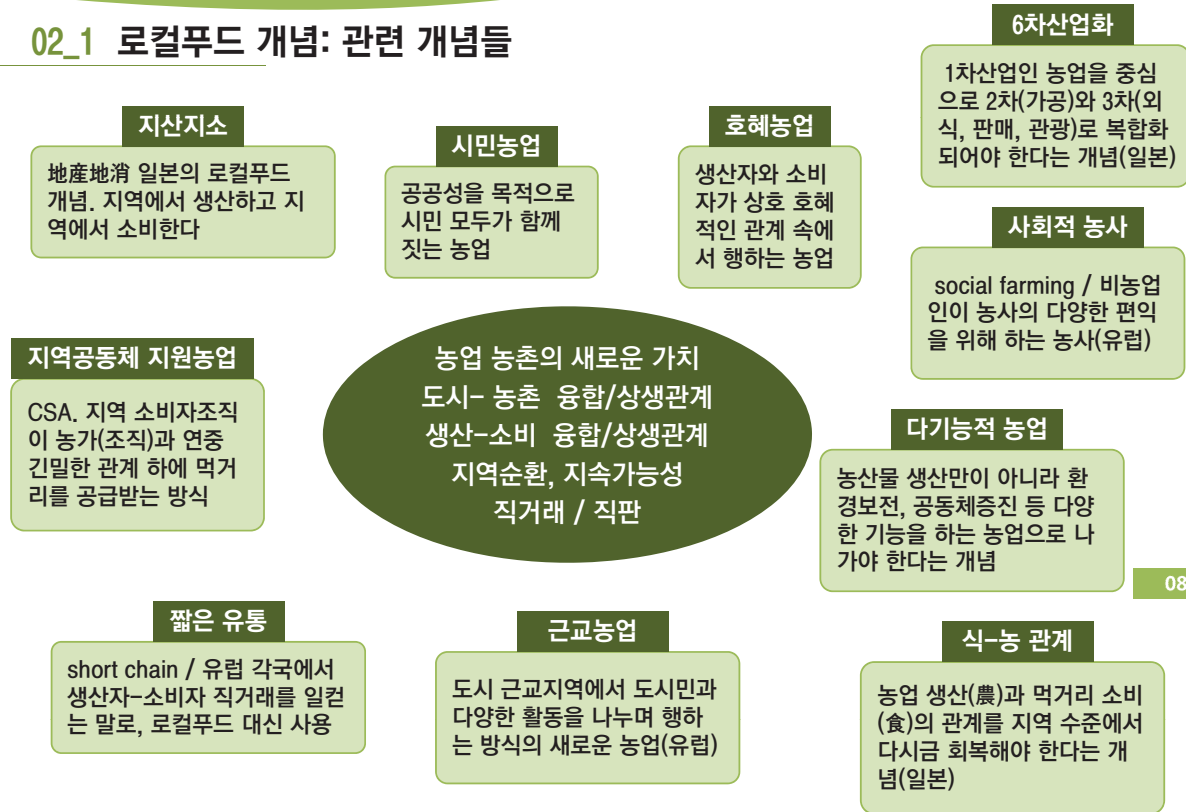 02_1 로컬푸드 개념: 관련 개념들
6차산업화
1차산업인 농업을 중심
으로 2차(가공)와 3차(외
식, 판매, 관광)로 복합화
되어야 한다는 개념(일본)
지산지소
地産地消 일본의 로컬푸드
개념. 지역에서 생산하고 지
역에서 소비한다
시민농업
공공성을 목적으로
시민 모두가 함께
짓는 농업
호혜농업
생산자와 소비
자가 상호 호혜
적인 관계 속에
서 행하는 농업
사회적 농사
social farming / 비농업
인이 농사의 다양한 편익
을 위해 하는 농사(유럽)
지역공동체 지원농업
CSA. 지역 소비자조직
이 농가(조직)과 연중
긴밀한 관계 하에 먹거
리를 공급받는 방식
농업 농촌의 새로운 가치
도시- 농촌 융합/상생관계
생산-소비 융합/상생관계
지역순환, 지속가능성
직거래 / 직판
다기능적 농업
농산물 생산만이 아니라 환
경보전, 공동체증진 등 다양
한 기능을 하는 농업으로 나
가야 한다는 개념
08
짧은 유통
short chain / 유럽 각국에서
생산자-소비자 직거래를 일컫
는 말로, 로컬푸드 대신 사용
근교농업
도시 근교지역에서 도시민과
다양한 활동을 나누며 행하
는 방식의 새로운 농업(유럽)
식-농 관계
농업 생산(農)과 먹거리 소비
(食)의 관계를 지역 수준에서
다시금 회복해야 한다는 개
념(일본)